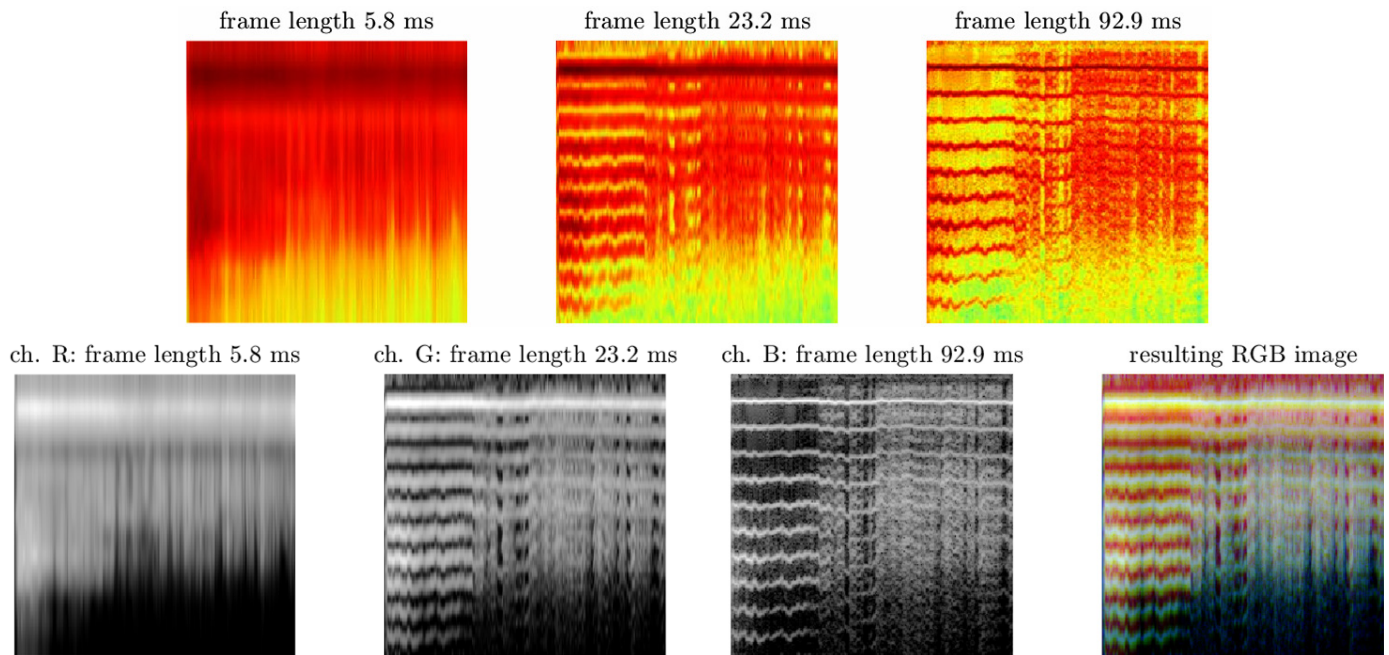 frame length 5.8 ms
frame length 23.2 ms
frame length 92.9 ms
ch. R: frame length 5.8 ms
ch. G: frame length 23.2 ms
ch. B: frame length 92.9 ms
resulting RGB image